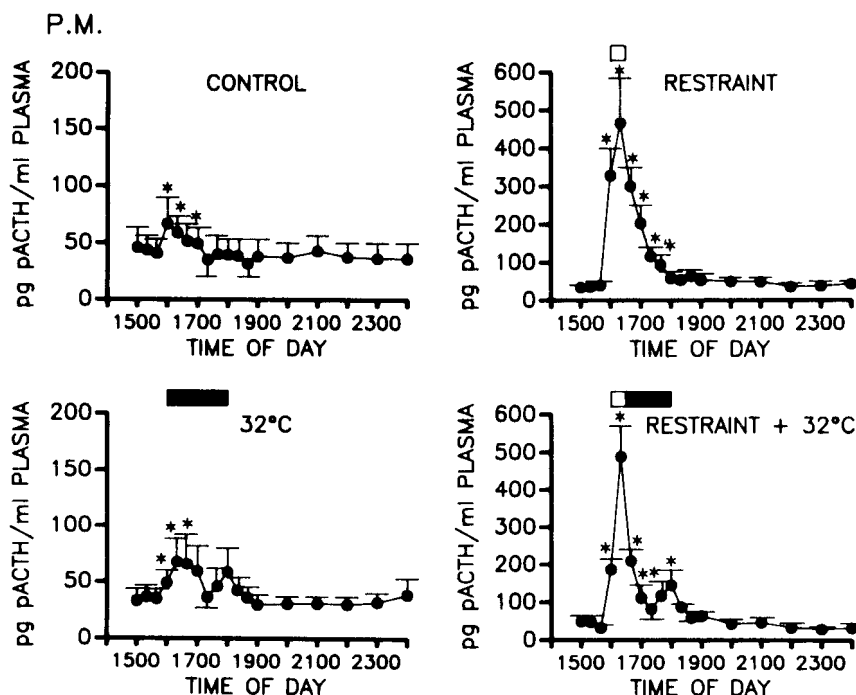 P.M.
CONTROL
pg pACTH/ml PLASMA
200
150
100
50
0
1500 1700 1900 2100 2300
TIME OF DAY
RESTRAINT
pg pACTH/ml PLASMA
600
500
400
300
200
100
0
1500 1700 1900 2100 2300
TIME OF DAY
32°C
pg pACTH/ml PLASMA
200
150
100
50
0
1500 1700 1900 2100 2300
TIME OF DAY
RESTRAINT + 32°C
pg pACTH/ml PLASMA
600
500
400
300
200
100
0
1500 1700 1900 2100 2300
TIME OF DAY